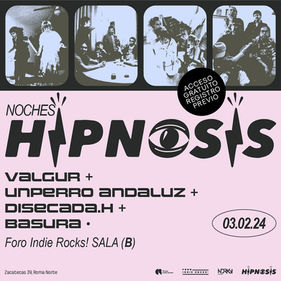 ACCESO
GRATUITO
REGISTRO
PREVIO
NOCHES
HIPNOSIS
VALGUR +
UNPERRO ANDALUZ +
DISECADA.H +
BASURA •
Foro Indie Rocks! SALA (B)
03.02.24
Zacatecas 39, Roma Norte
HIPNOSIS